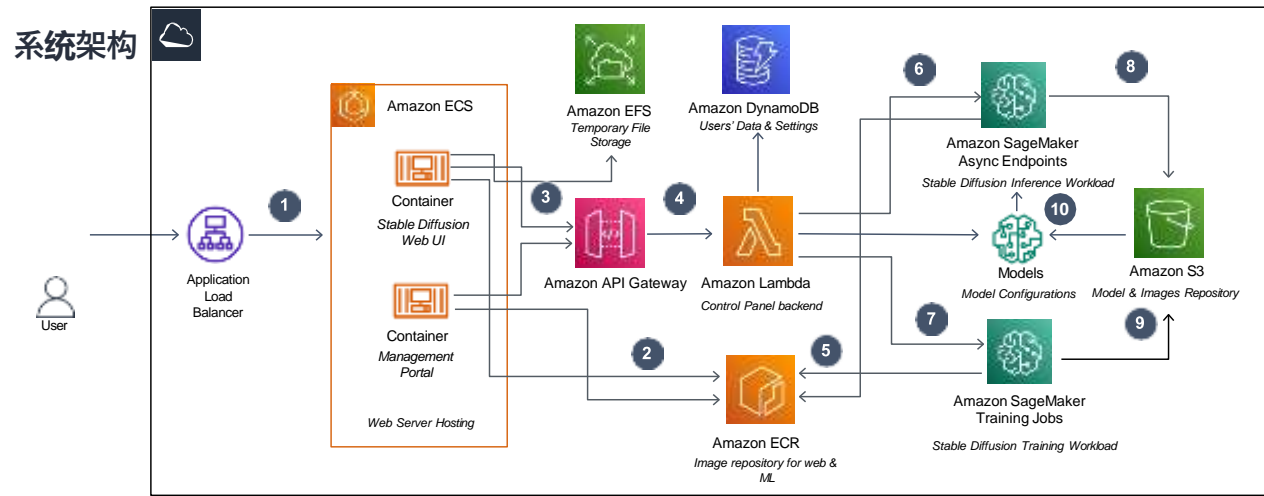 系统架构
Amazon ECS
Amazon EFS
Temporary File
Storage
Amazon DynamoDB
Users' Data & Settings
6
8
Amazon SageMaker
Async Endpoints
Stable Diffusion Inference Workload
Container
Stable Diffusion
Web UI
1
3
4
10
Application
Load
Balancer
Amazon API Gateway
Amazon Lambda
Control Panel backend
Models
Model Configurations
Amazon S3
Model & Images Repository
User
Container
Management
Portal
2
5
7
9
Web Server Hosting
Amazon ECR
Image repository for web &
ML
Amazon SageMaker
Training Jobs
Stable Diffusion Training Workload